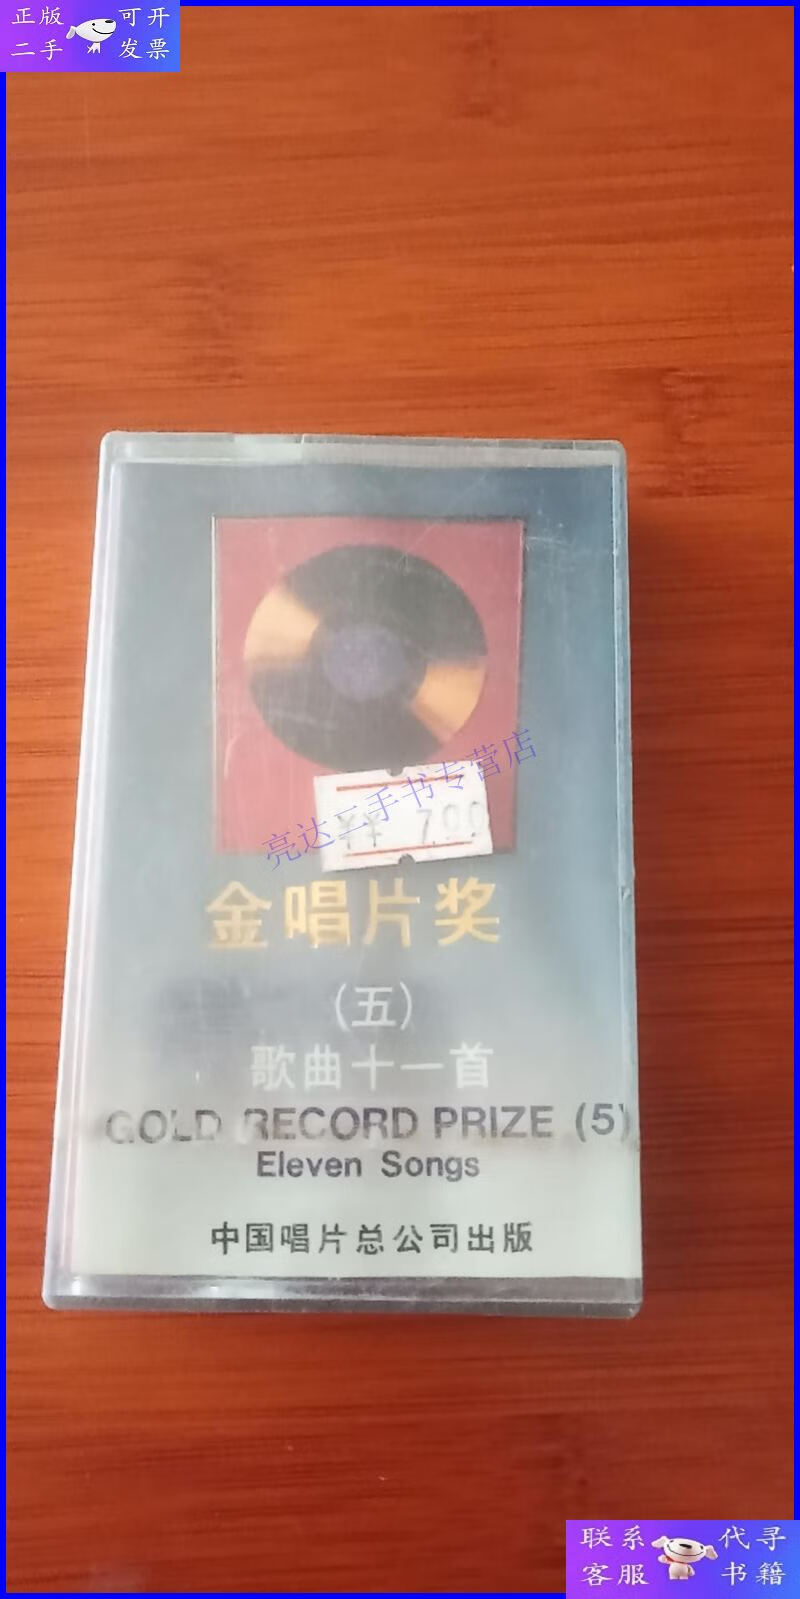 正版 可开
二手 发票
亮达二手书专营店
¥¥ 7.00
金唱片奖
(五)
歌曲十一首
GOLD RECORD PRIZE (5)
Eleven Songs
中国唱片总公司出版
联系 代寻
客服 书籍